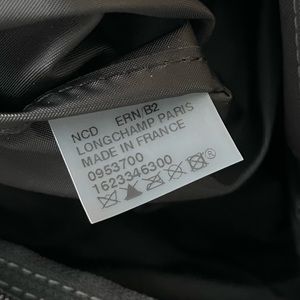 NCD ERN/B2
LONGCHAMP PARIS
MADE IN FRANCE
0953700
1623346300